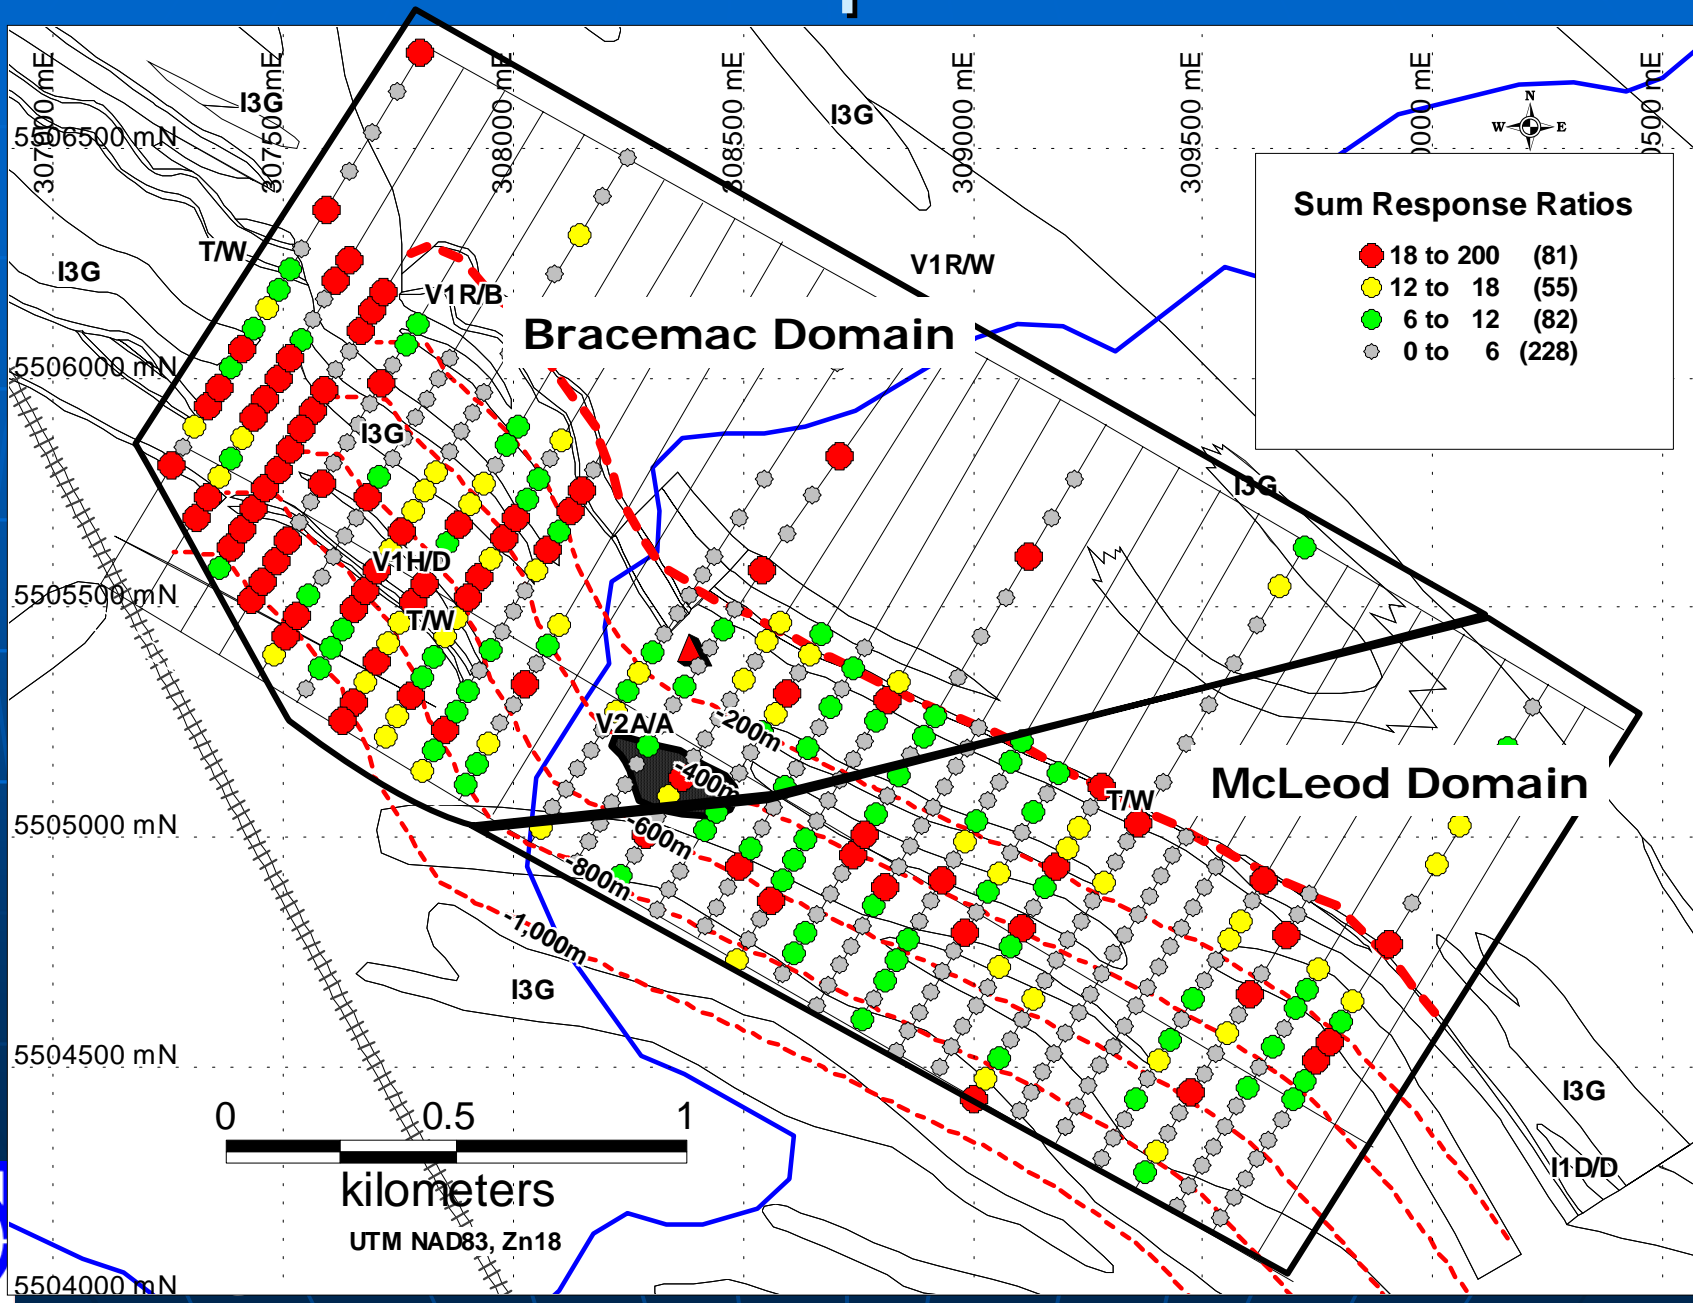 307000 mE
307500 mE
308000 mE
308500 mE
309000 mE
309500 mE
0000 mE
0500 mE
5506500 mN
5506000 mN
5505500 mN
5505000 mN
5504500 mN
5504000 mN
N
W E
S
Sum Response Ratios
18 to 200 (81)
12 to 18 (55)
6 to 12 (82)
0 to 6 (228)
I3G
I3G
T/W
I3G
V1R/W
V1R/B
Bracemac Domain
I3G
I3G
V1H/D
T/W
V2A/A
-200m
-400m
McLeod Domain
T/W
-600m
-800m
-1,000m
I3G
I3G
I1D/D
0 0.5 1
kilometers
UTM NAD83, Zn18